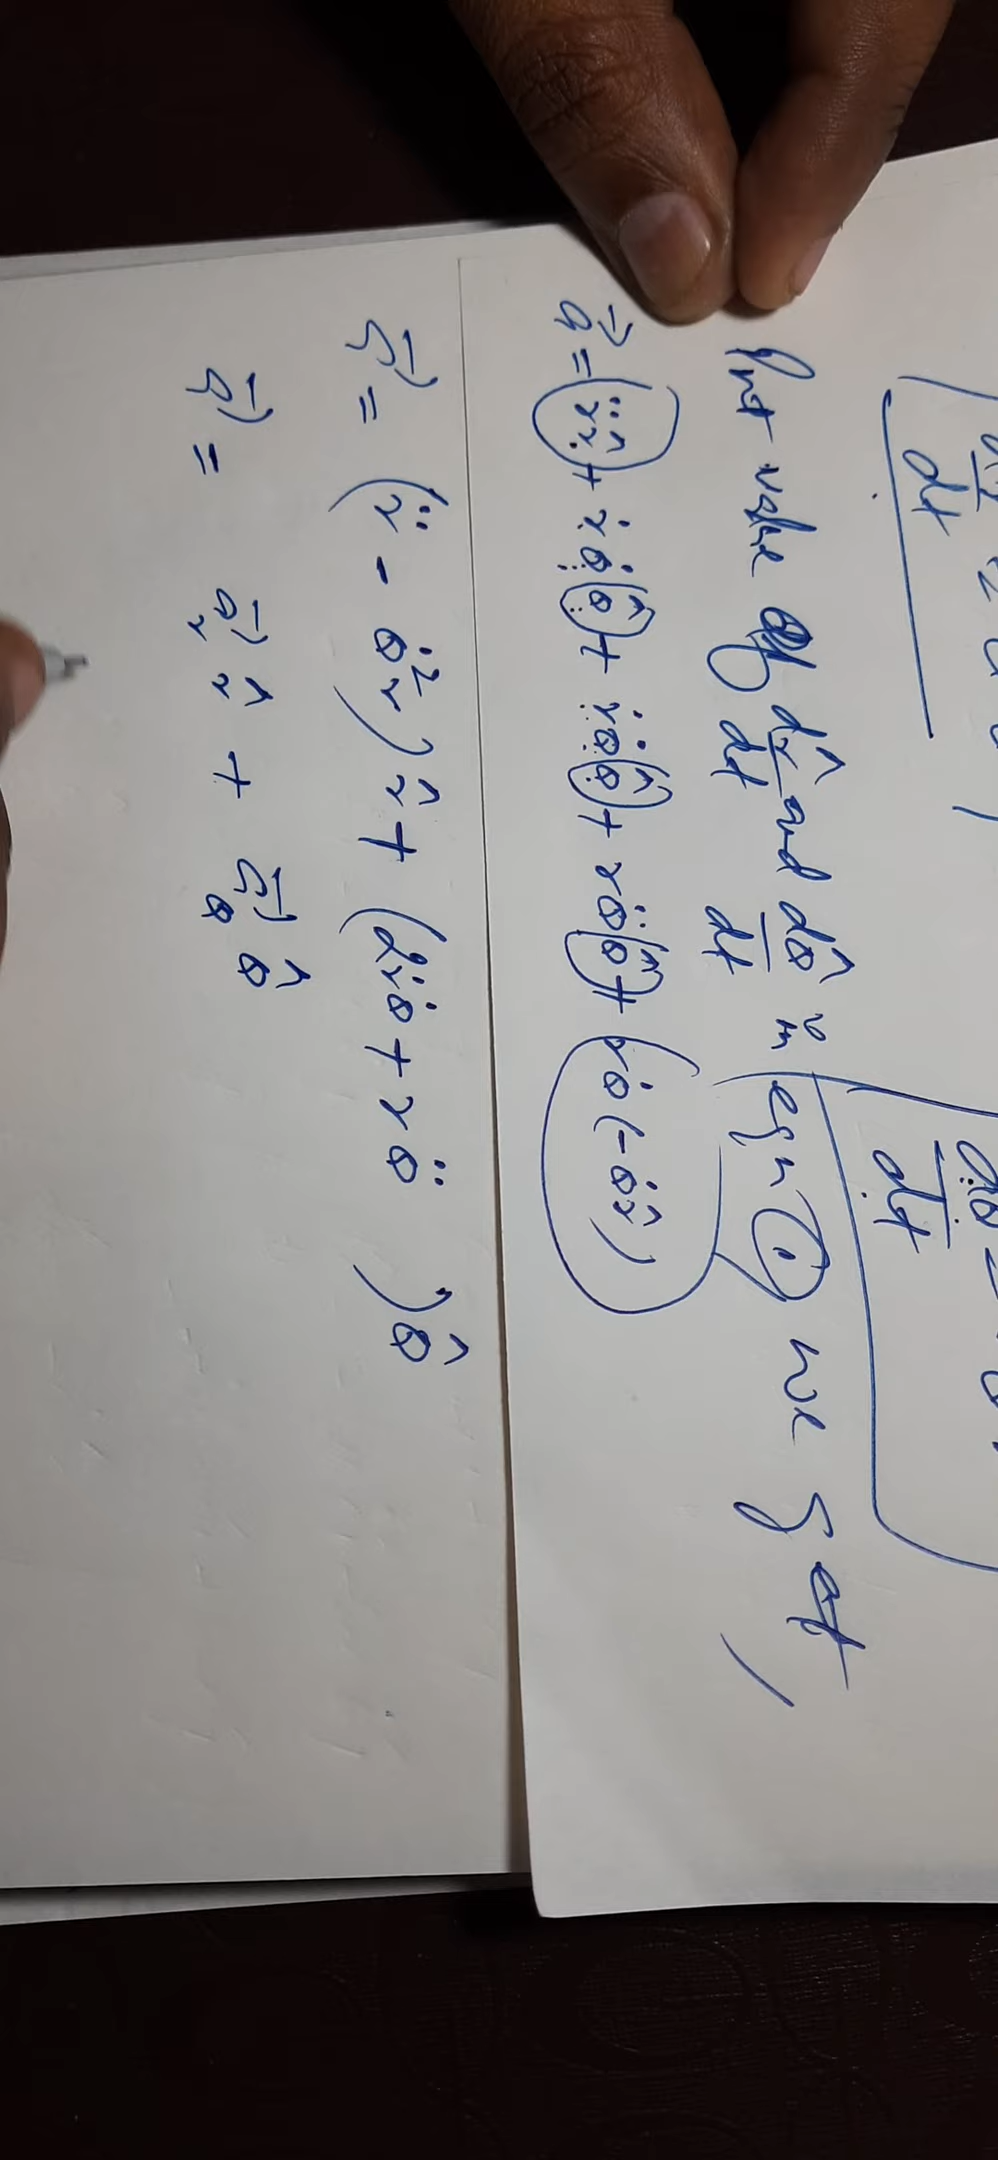 dt
dt
Put value of dr̂/dt and dθ̂/dt in eqn ① we get,
a⃗ = r̈r̂ + ṙθ̇θ̂ + ṙθ̇θ̂ + rθ̈θ̂ + rθ̇(-θ̇r̂)
a⃗ = (r̈ - θ̇²r)r̂ + (2ṙθ̇ + rθ̈)θ̂
a⃗ = a⃗ᵣ r̂ + a⃗_θ θ̂